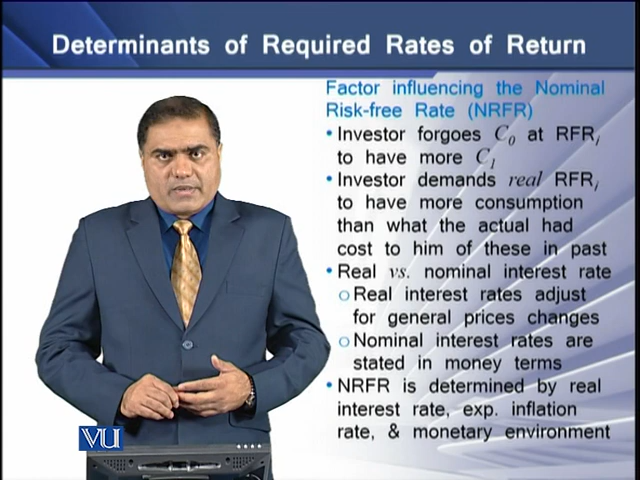 Determinants of Required Rates of Return
Factor influencing the Nominal
Risk-free Rate (NRFR)
• Investor forgoes C0 at RFRi
to have more C1
• Investor demands real RFRi
to have more consumption
than what the actual had
cost to him of these in past
• Real vs. nominal interest rate
o Real interest rates adjust
for general prices changes
o Nominal interest rates are
stated in money terms
• NRFR is determined by real
interest rate, exp. inflation
rate, & monetary environment
VU